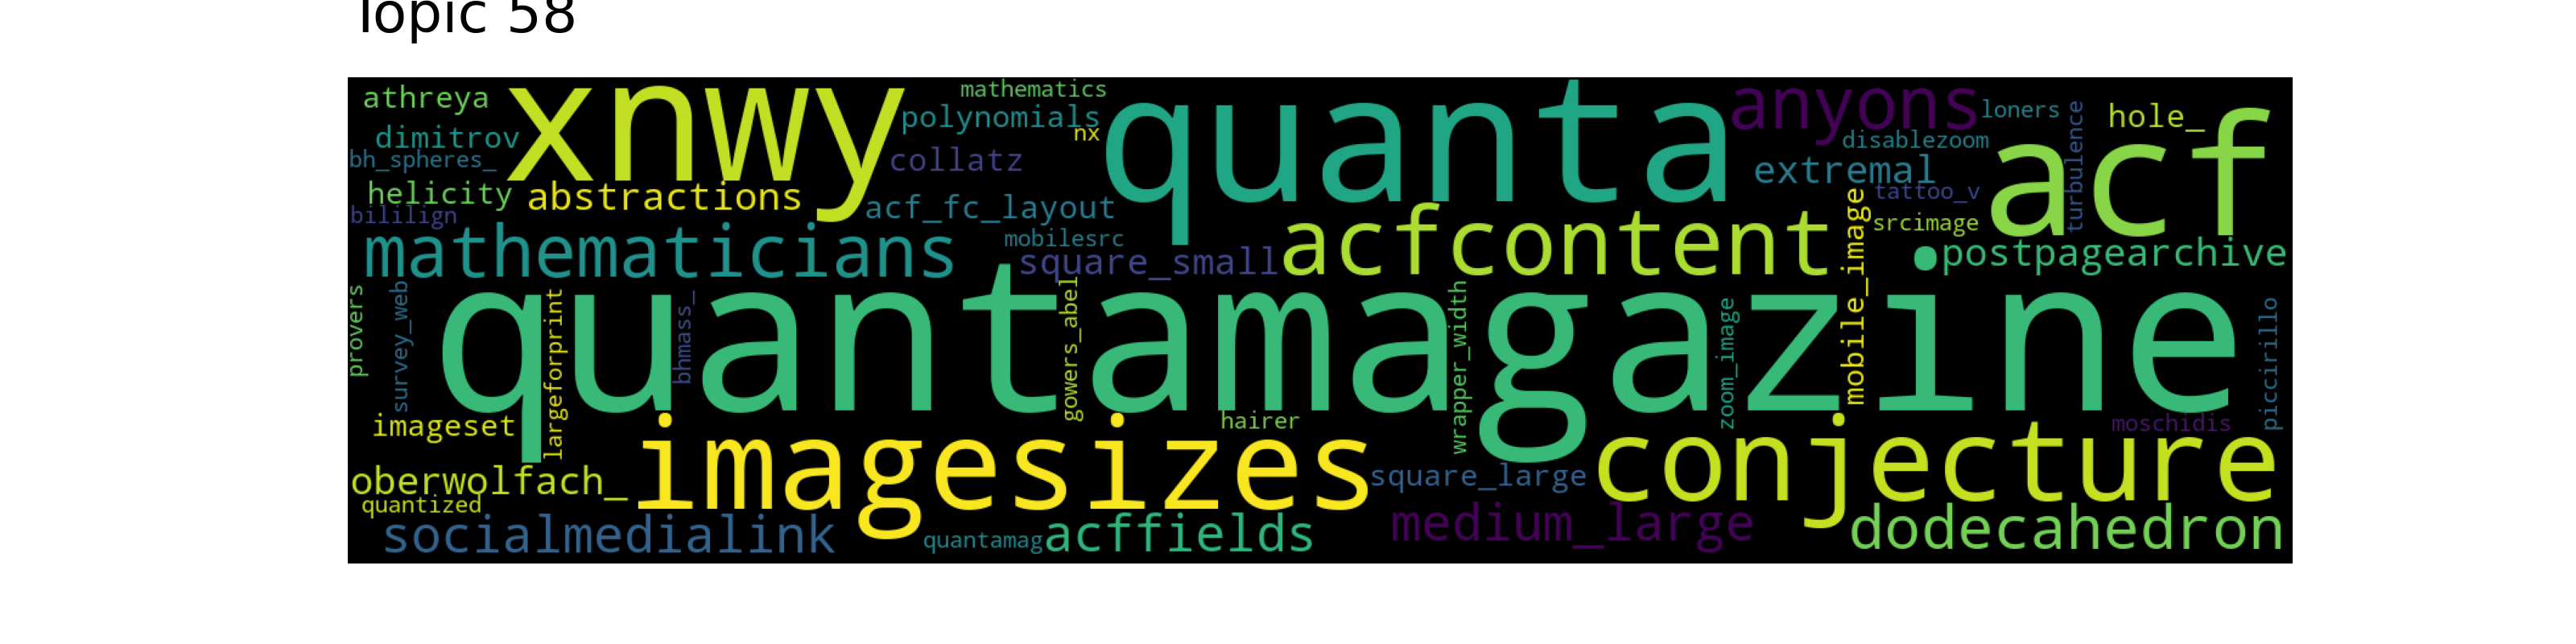 Topic 58
athreya
xnwy
mathematics
polynomials
nx
quanta
anyons
loners
hole_
acf
dimitrov
bh_spheres_
collatz
disablezoom
extremal
turbulence
helicity
abstractions
acf_fc_layout
tattoo_v
srcimage
bililign
mathematicians
mobilesrc
square_small
acfcontent
mobile_image
postpagearchive
provers
survey_web
quantamagazine
largeforprint
bhmass_
gowers_abel
wrapper_width
zoom_image
piccirillo
imageset
imagesizes
hairer
conjecture
moschidis
oberwolfach_
quantized
square_large
socialmedialink
quantamag
acffields
medium_large
dodecahedron